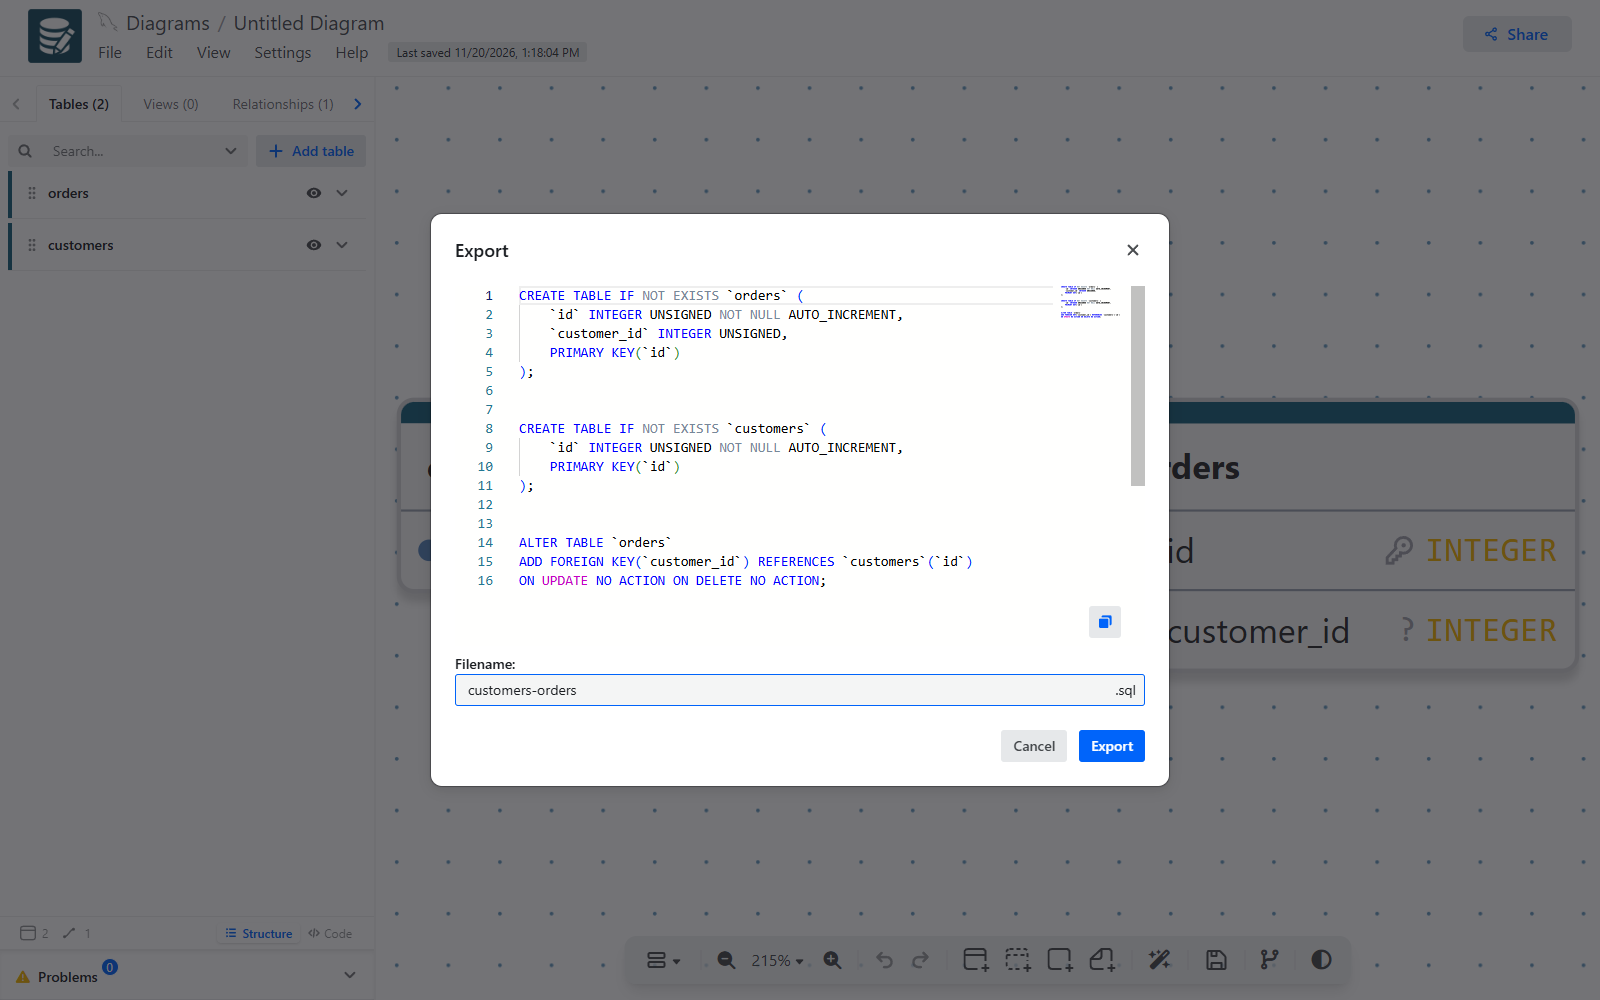 Diagrams / Untitled Diagram
File Edit View Settings Help Last saved 11/20/2026, 1:18:04 PM
Share
Tables (2) Views (0) Relationships (1)
Search... Add table
orders
customers
Export
1 CREATE TABLE IF NOT EXISTS `orders` (
2 `id` INTEGER UNSIGNED NOT NULL AUTO_INCREMENT,
3 `customer_id` INTEGER UNSIGNED,
4 PRIMARY KEY(`id`)
5 );
6
7
8 CREATE TABLE IF NOT EXISTS `customers` (
9 `id` INTEGER UNSIGNED NOT NULL AUTO_INCREMENT,
10 PRIMARY KEY(`id`)
11 );
12
13
14 ALTER TABLE `orders`
15 ADD FOREIGN KEY(`customer_id`) REFERENCES `customers`(`id`)
16 ON UPDATE NO ACTION ON DELETE NO ACTION;
Filename:
customers-orders .sql
Cancel Export
rders
id INTEGER
customer_id ? INTEGER
2 1 Structure Code
Problems 0
215%